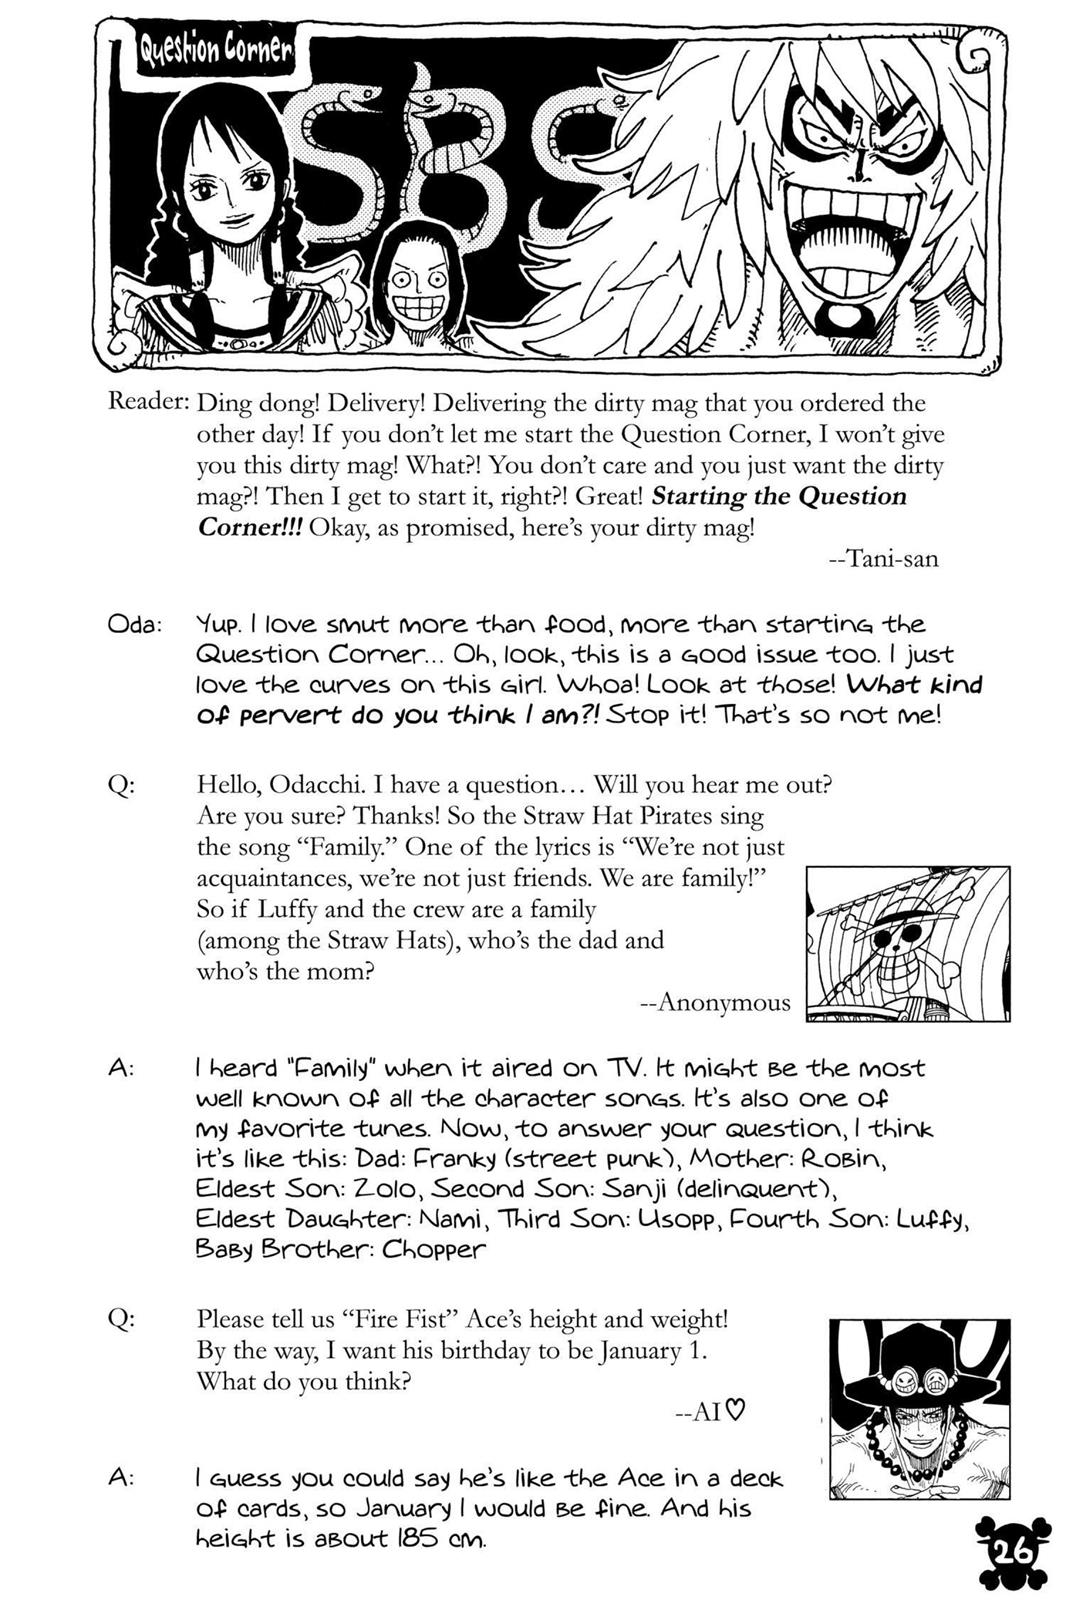 Question Corner
SBS
Reader: Ding dong! Delivery! Delivering the dirty mag that you ordered the
other day! If you don't let me start the Question Corner, I won't give
you this dirty mag! What?! You don't care and you just want the dirty
mag?! Then I get to start it, right?! Great! Starting the Question
Corner!!! Okay, as promised, here's your dirty mag!
--Tani-san
Oda: Yup. I love smut more than food, more than starting the
Question Corner... Oh, look, this is a good issue too. I just
love the curves on this girl. Whoa! Look at those! What kind
of pervert do you think I am?! Stop it! That's so not me!
Q: Hello, Odacchi. I have a question… Will you hear me out?
Are you sure? Thanks! So the Straw Hat Pirates sing
the song “Family.” One of the lyrics is “We're not just
acquaintances, we're not just friends. We are family!”
So if Luffy and the crew are a family
(among the Straw Hats), who's the dad and
who's the mom?
--Anonymous
A: I heard "Family" when it aired on TV. It might be the most
well known of all the character songs. It's also one of
my favorite tunes. Now, to answer your question, I think
it's like this: Dad: Franky (street punk), Mother: Robin,
Eldest Son: Zolo, Second Son: Sanji (delinquent),
Eldest Daughter: Nami, Third Son: Usopp, Fourth Son: Luffy,
Baby Brother: Chopper
Q: Please tell us “Fire Fist” Ace's height and weight!
By the way, I want his birthday to be January 1.
What do you think?
--AI♡
A: I guess you could say he's like the Ace in a deck
of cards, so January 1 would be fine. And his
height is about 185 cm.
26